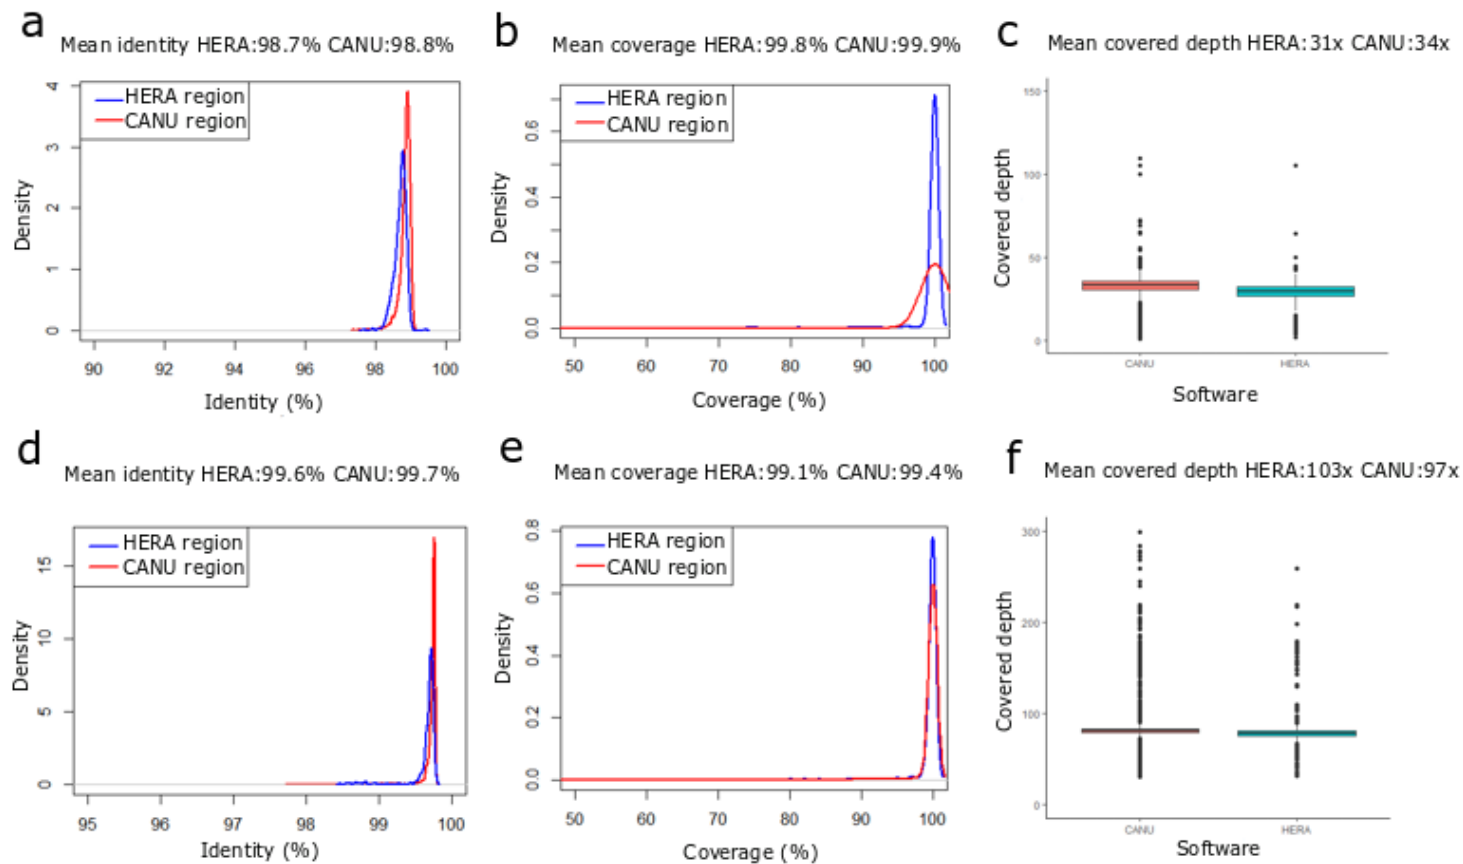 a
Mean identity HERA:98.7% CANU:98.8%
HERA region
CANU region
4
3
2
1
0
Density
90 92 94 96 98 100
Identity (%)
b
Mean coverage HERA:99.8% CANU:99.9%
HERA region
CANU region
0.6
0.4
0.2
0.0
Density
50 60 70 80 90 100
Coverage (%)
c
Mean covered depth HERA:31x CANU:34x
150
100
50
0
Covered depth
CANU HERA
Software
d
Mean identity HERA:99.6% CANU:99.7%
HERA region
CANU region
15
10
5
0
Density
95 96 97 98 99 100
Identity (%)
e
Mean coverage HERA:99.1% CANU:99.4%
HERA region
CANU region
0.8
0.6
0.4
0.2
0.0
Density
50 60 70 80 90 100
Coverage (%)
f
Mean covered depth HERA:103x CANU:97x
300
200
100
0
Covered depth
CANU HERA
Software